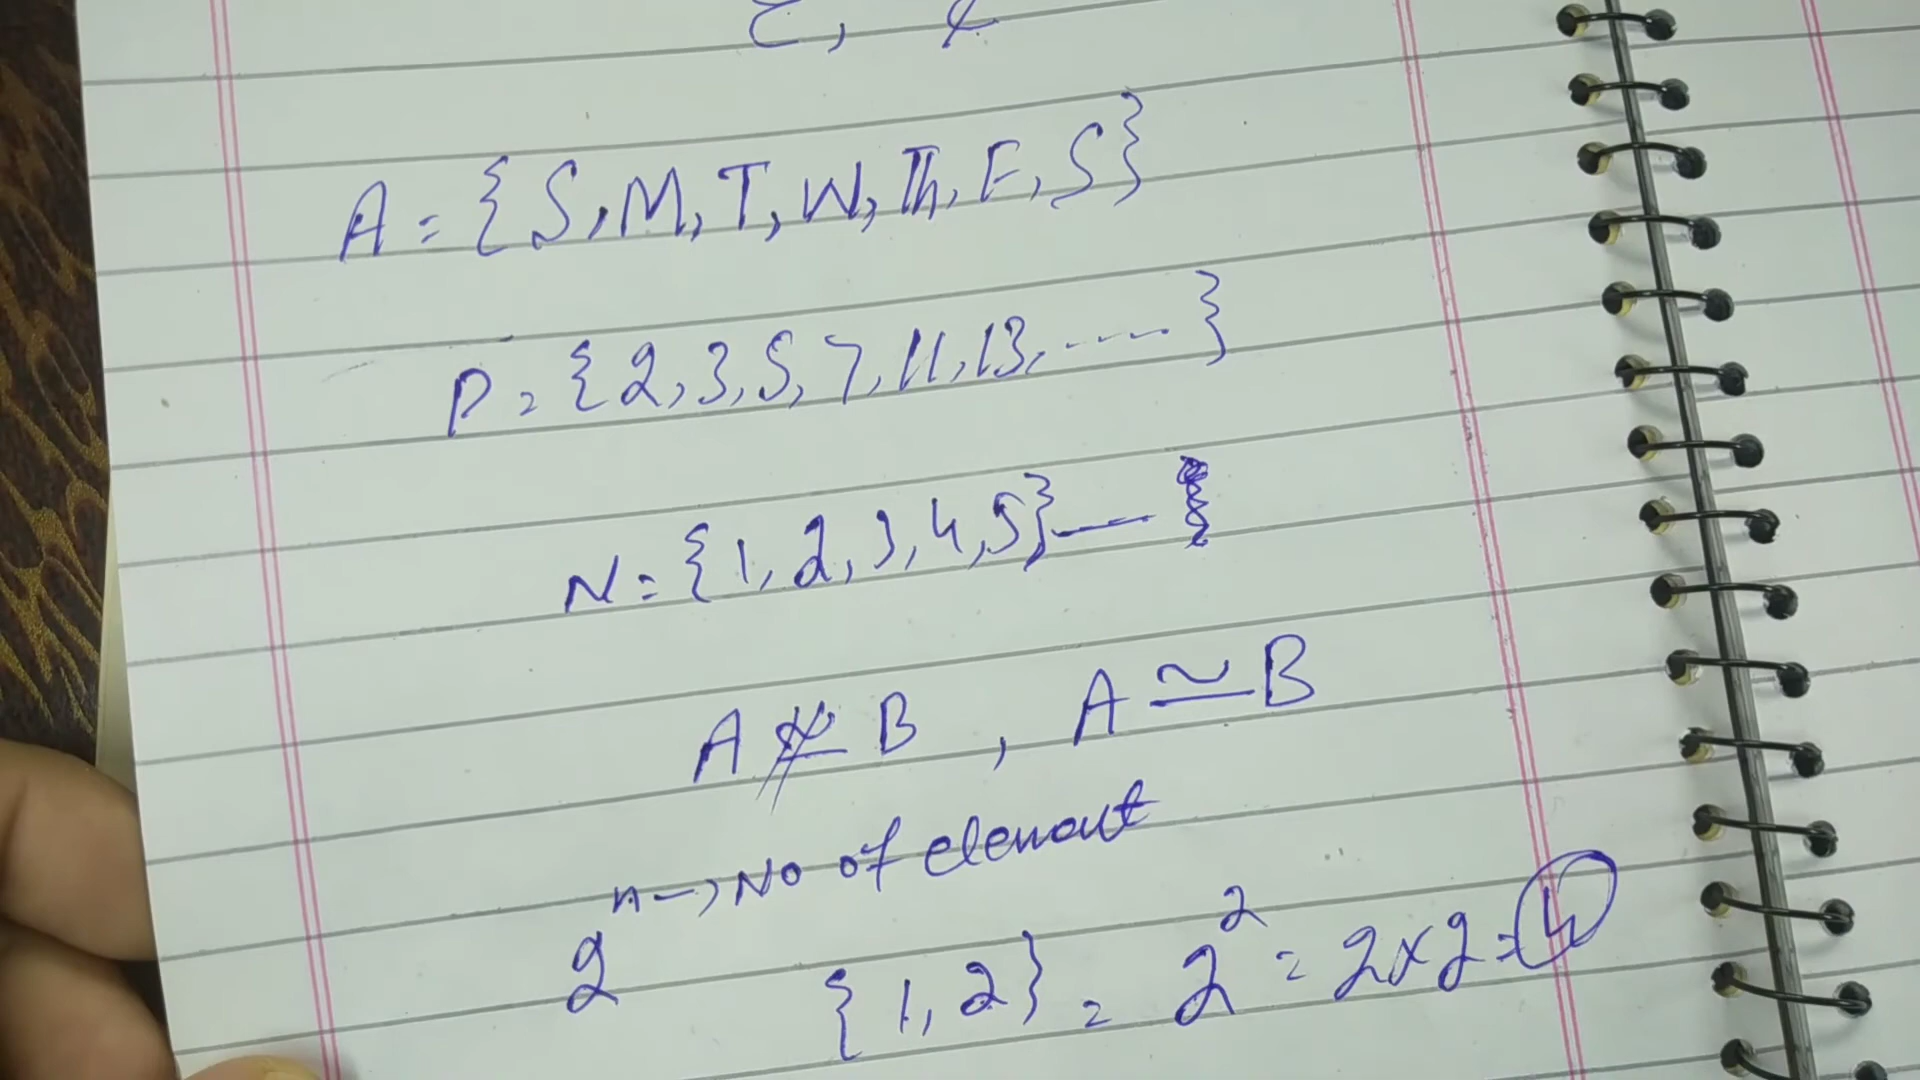 A = {S, M, T, W, Th, F, S}
P = {2, 3, 5, 7, 11, 13, ......}
N = {1, 2, 3, 4, 5} —
A ≄ B , A ≃ B
n → No of element
2
{1, 2} = 2² = 2×2 = 4